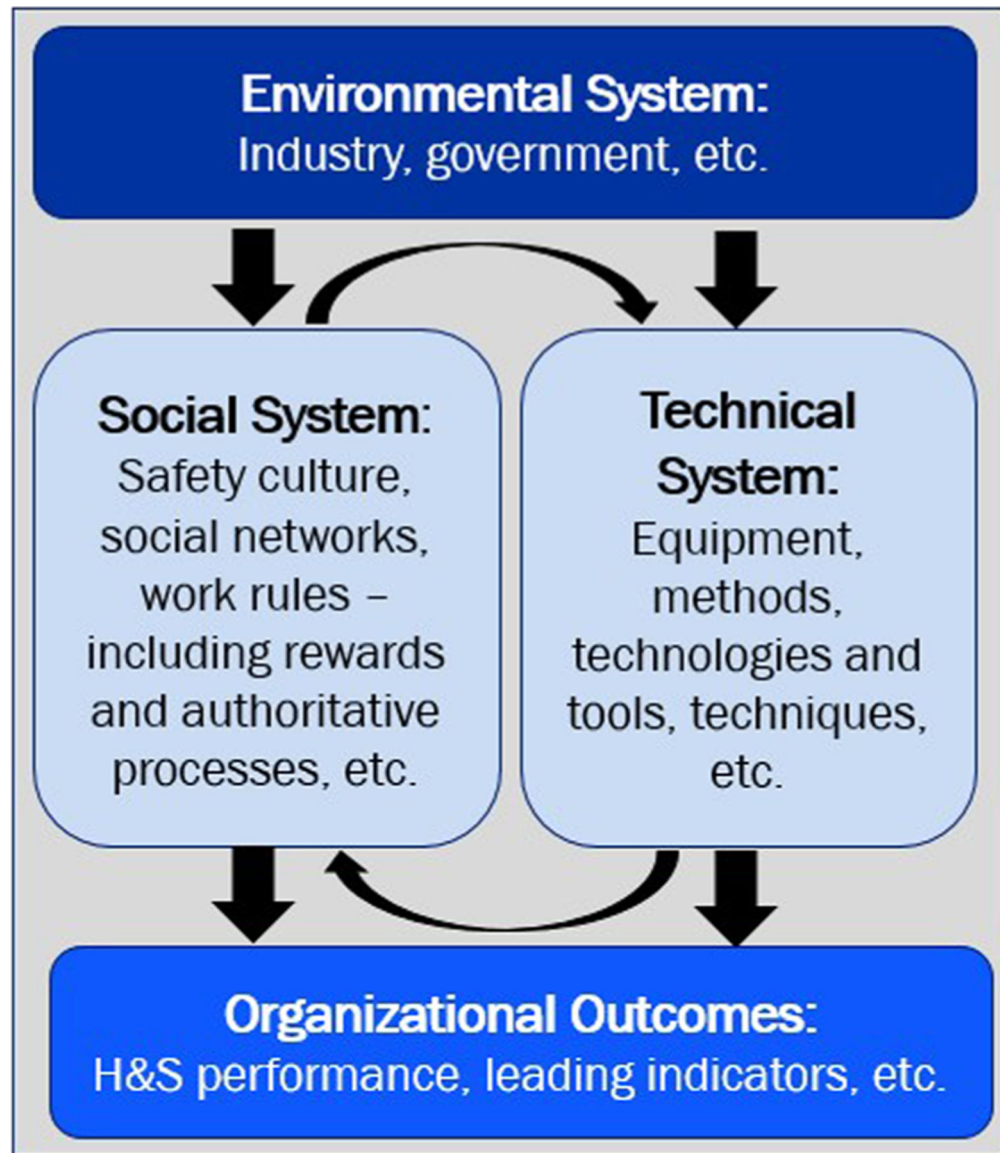 Environmental System:
Industry, government, etc.
Social System:
Safety culture,
social networks,
work rules –
including rewards
and authoritative
processes, etc.
Technical
System:
Equipment,
methods,
technologies and
tools, techniques,
etc.
Organizational Outcomes:
H&S performance, leading indicators, etc.